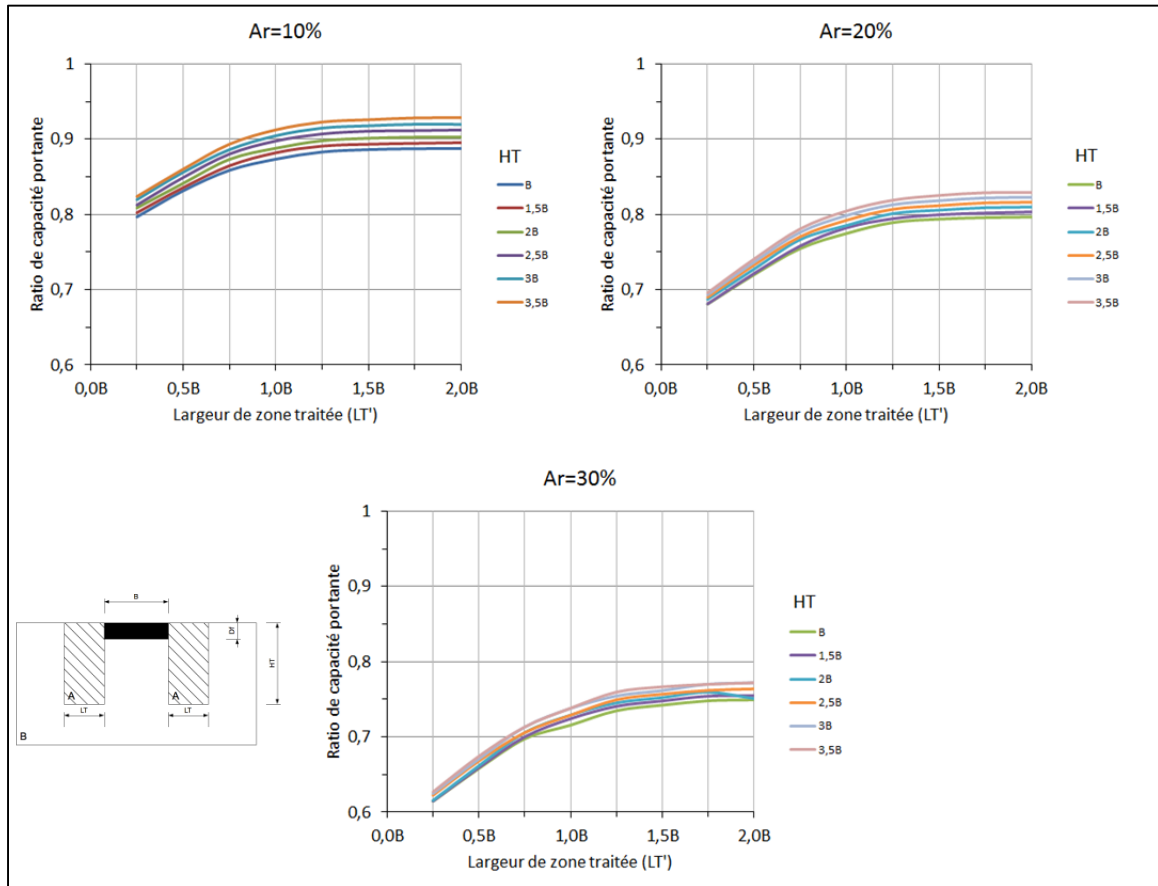 Ar=10%
1
0,9
0,8
0,7
0,6
Ratio de capacité portante
0,0B 0,5B 1,0B 1,5B 2,0B
Largeur de zone traitée (LT')
HT
B
1,5B
2B
2,5B
3B
3,5B
Ar=20%
1
0,9
0,8
0,7
0,6
Ratio de capacité portante
0,0B 0,5B 1,0B 1,5B 2,0B
Largeur de zone traitée (LT')
HT
B
1,5B
2B
2,5B
3B
3,5B
B
Df
HT
A A
LT LT
B
Ar=30%
1
0,9
0,8
0,7
0,6
Ratio de capacité portante
0,0B 0,5B 1,0B 1,5B 2,0B
Largeur de zone traitée (LT')
HT
B
1,5B
2B
2,5B
3B
3,5B